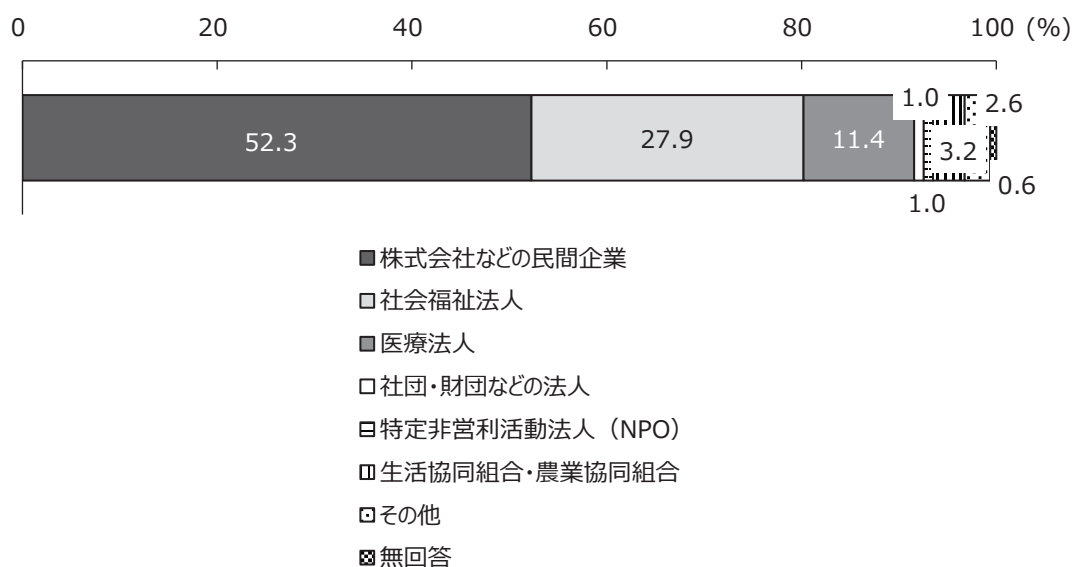 0 20 40 60 80 100 (%)
1.0 2.6
52.3 27.9 11.4 3.2
0.6
1.0
株式会社などの民間企業
社会福祉法人
医療法人
社団・財団などの法人
特定非営利活動法人（NPO）
生活協同組合・農業協同組合
その他
無回答